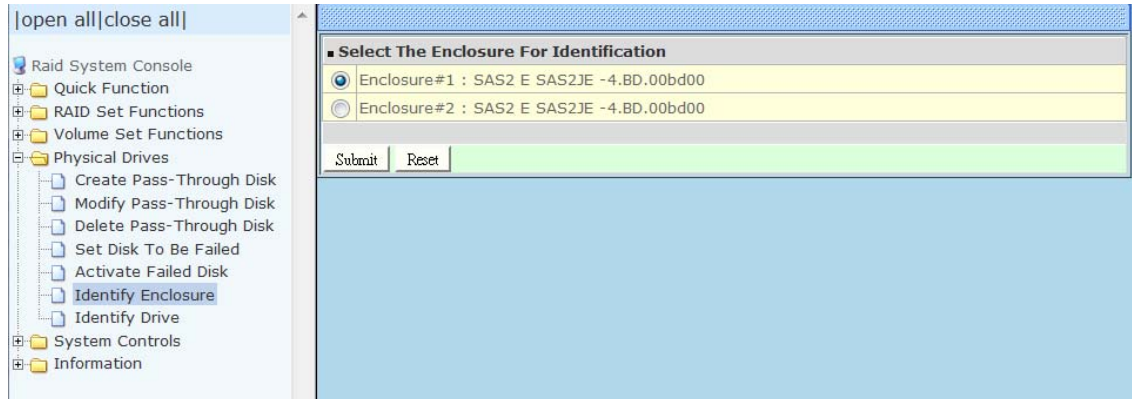 |open all|close all|
Raid System Console
Quick Function
RAID Set Functions
Volume Set Functions
Physical Drives
Create Pass-Through Disk
Modify Pass-Through Disk
Delete Pass-Through Disk
Set Disk To Be Failed
Activate Failed Disk
Identify Enclosure
Identify Drive
System Controls
Information
Select The Enclosure For Identification
Enclosure#1 : SAS2 E SAS2JE -4.BD.00bd00
Enclosure#2 : SAS2 E SAS2JE -4.BD.00bd00
Submit Reset